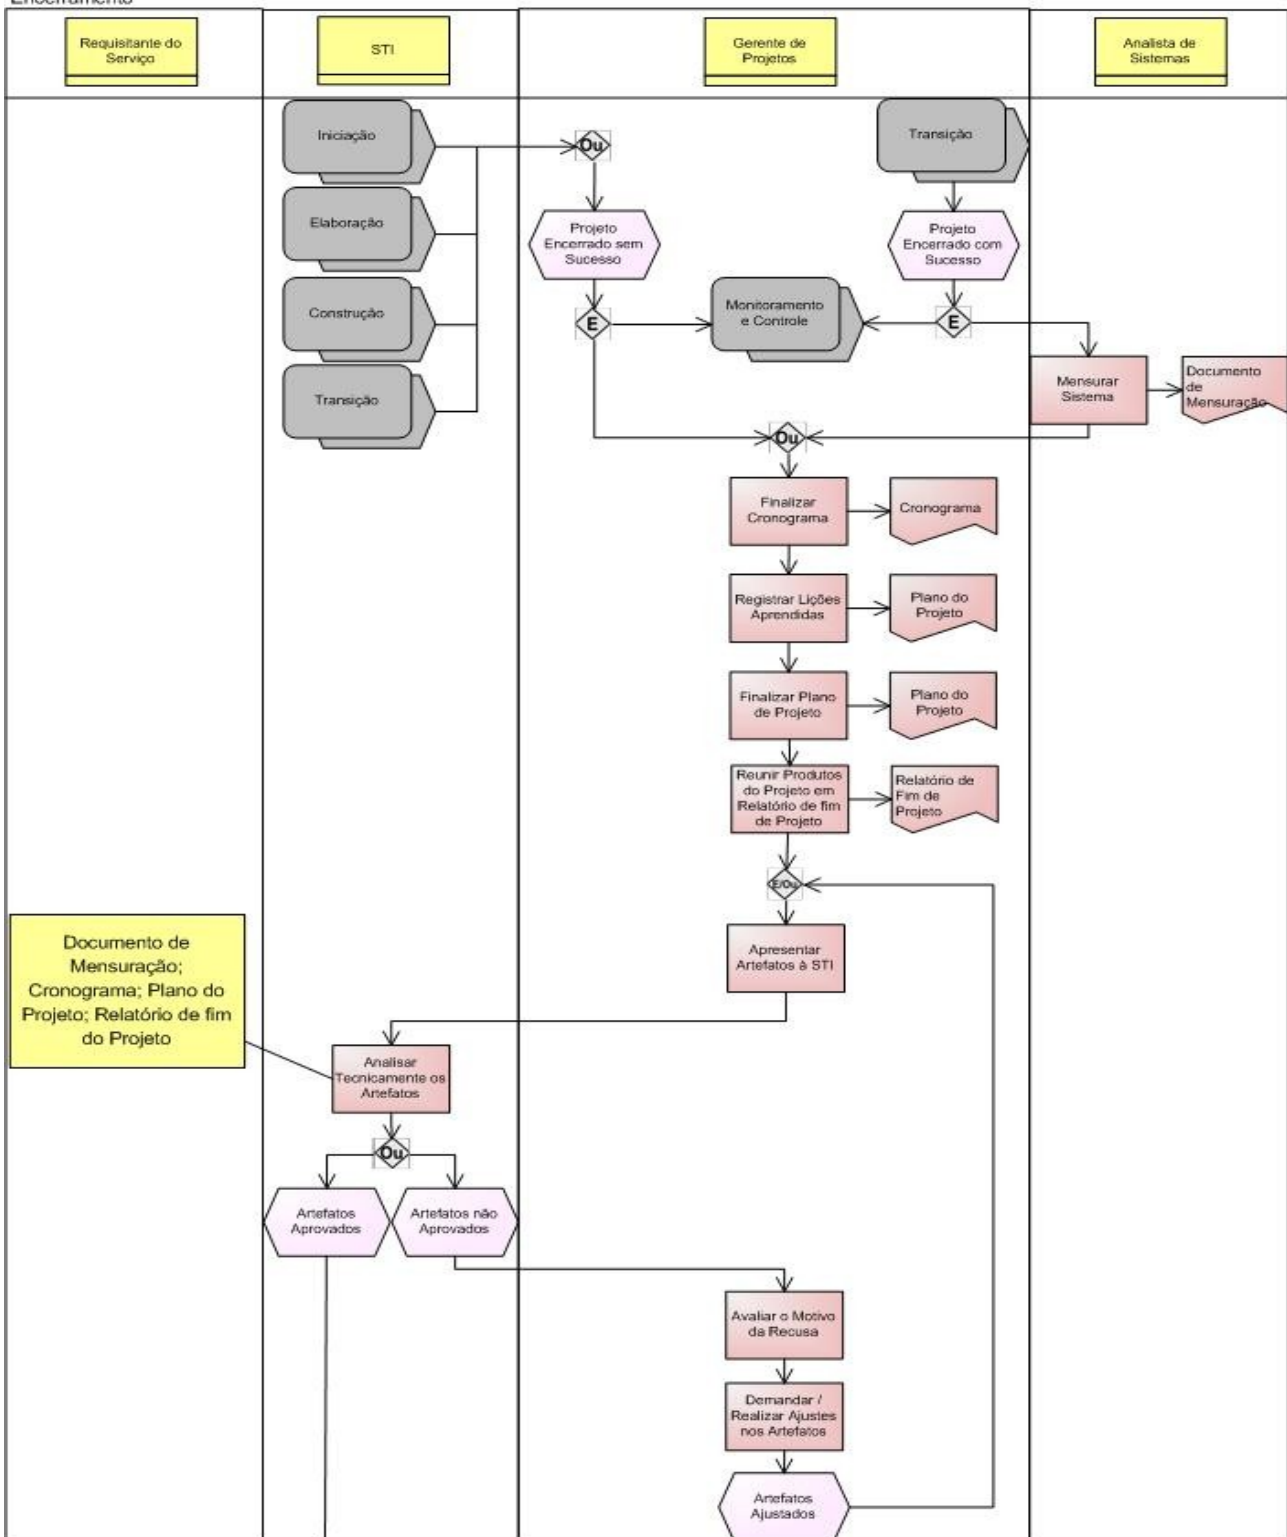 Encerramento
Requisitante do
Serviço
STI
Gerente de
Projetos
Analista de
Sistemas
Iniciação
Ou
Transição
Elaboração
Projeto
Encerrado sem
Sucesso
Projeto
Encerrado com
Sucesso
Construção
E
Monitoramento
e Controle
E
Transição
Mensurar
Sistema
Documento
de
Mensuração
Ou
Finalizar
Cronograma
Cronograma
Registrar Lições
Aprendidas
Plano do
Projeto
Finalizar Plano
de Projeto
Plano do
Projeto
Reunir Produtos
do Projeto em
Relatório de fim
de Projeto
Relatório de
Fim de
Projeto
E/Ou
Apresentar
Artefatos à STI
Documento de
Mensuração;
Cronograma; Plano do
Projeto; Relatório de fim
do Projeto
Analisar
Tecnicamente os
Artefatos
Ou
Artefatos
Aprovados
Artefatos não
Aprovados
Avaliar o Motivo
da Recusa
Demandar /
Realizar Ajustes
nos Artefatos
Artefatos
Ajustados